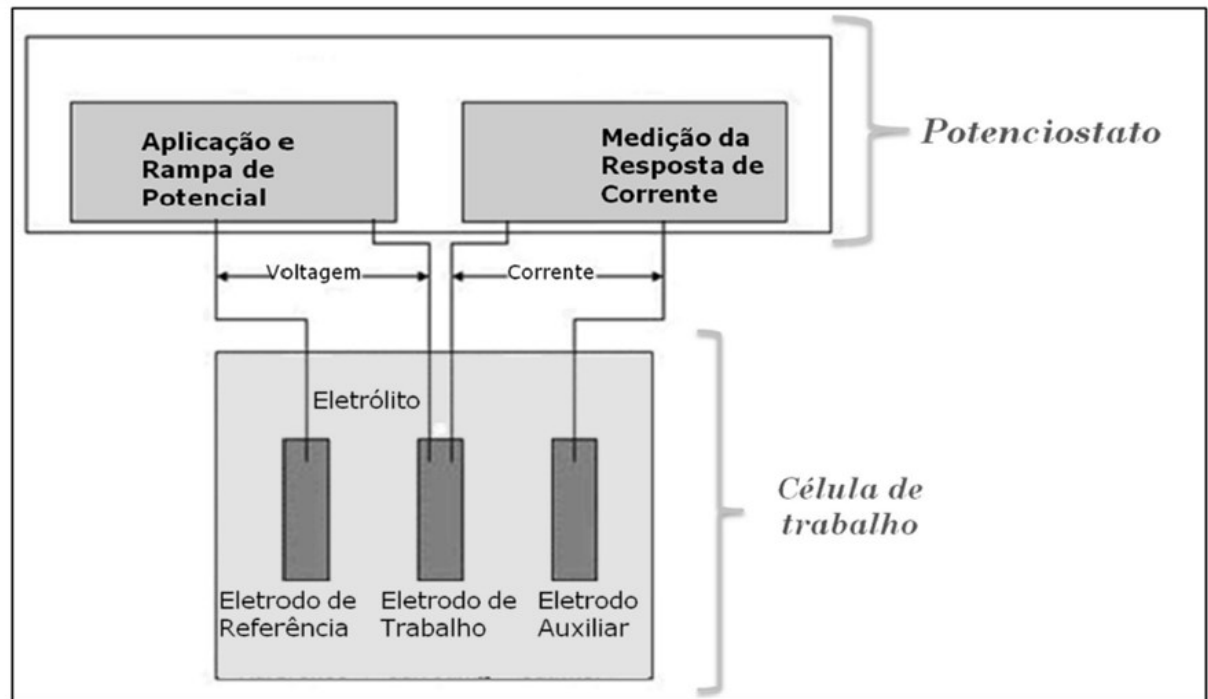 Aplicação e
Rampa de
Potencial
Medição da
Resposta de
Corrente
Potenciostato
Voltagem
Corrente
Eletrólito
Célula de
trabalho
Eletrodo de
Referência
Eletrodo de
Trabalho
Eletrodo
Auxiliar